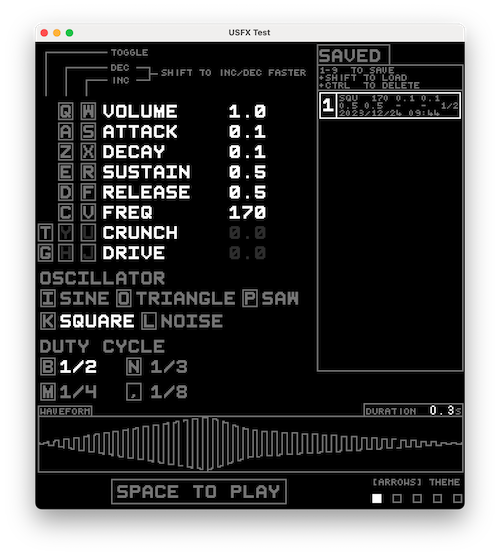 USFX Test
TOGGLE
DEC
INC
SHIFT TO INC/DEC FASTER
Q W VOLUME 1.0
A S ATTACK 0.1
Z X DECAY 0.1
E R SUSTAIN 0.5
D F RELEASE 0.5
C V FREQ 170
T Y U CRUNCH 0.0
G H J DRIVE 0.0
OSCILLATOR
I SINE O TRIANGLE P SAW
K SQUARE L NOISE
DUTY CYCLE
B 1/2 N 1/3
M 1/4 , 1/8
SAVED
1-9 TO SAVE
+SHIFT TO LOAD
+CTRL TO DELETE
1
SQU 170 0.1 0.1
0.5 0.5 - - 1/2
2023/12/24 09:44
WAVEFORM
DURATION 0.3s
SPACE TO PLAY
[ARROWS] THEME